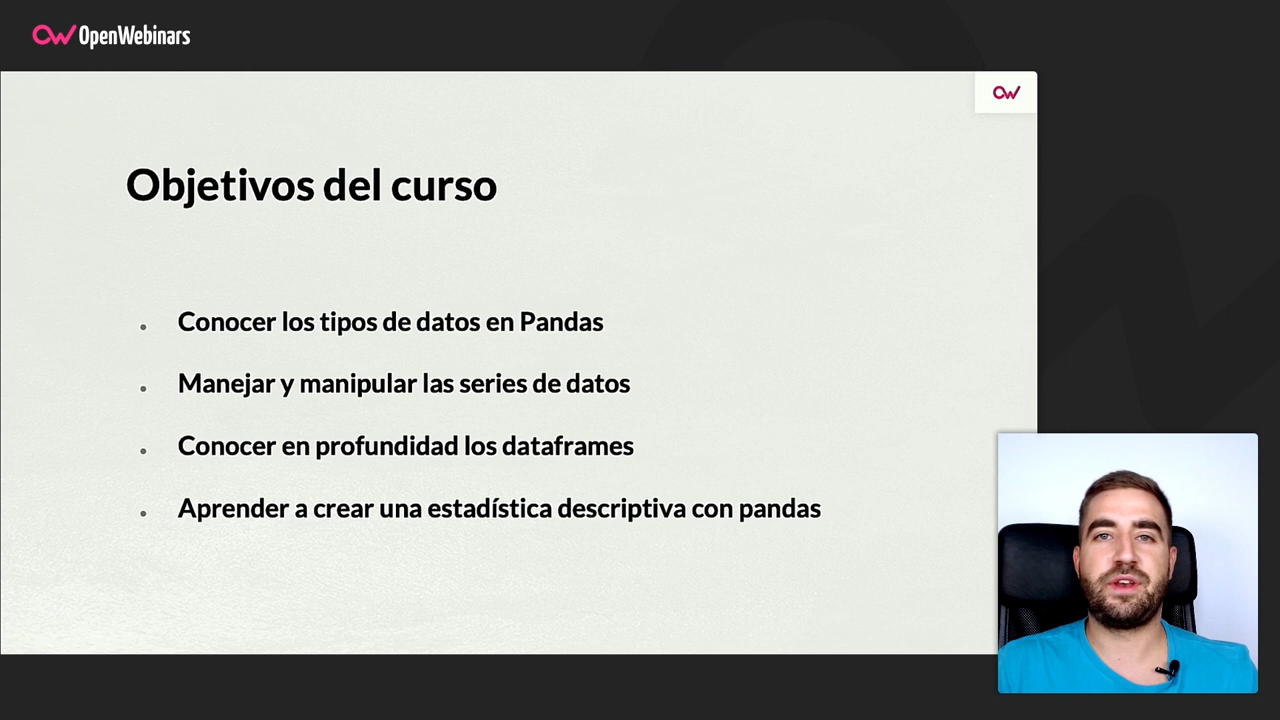 OpenWebinars
Objetivos del curso
Conocer los tipos de datos en Pandas
Manejar y manipular las series de datos
Conocer en profundidad los dataframes
Aprender a crear una estadística descriptiva con pandas